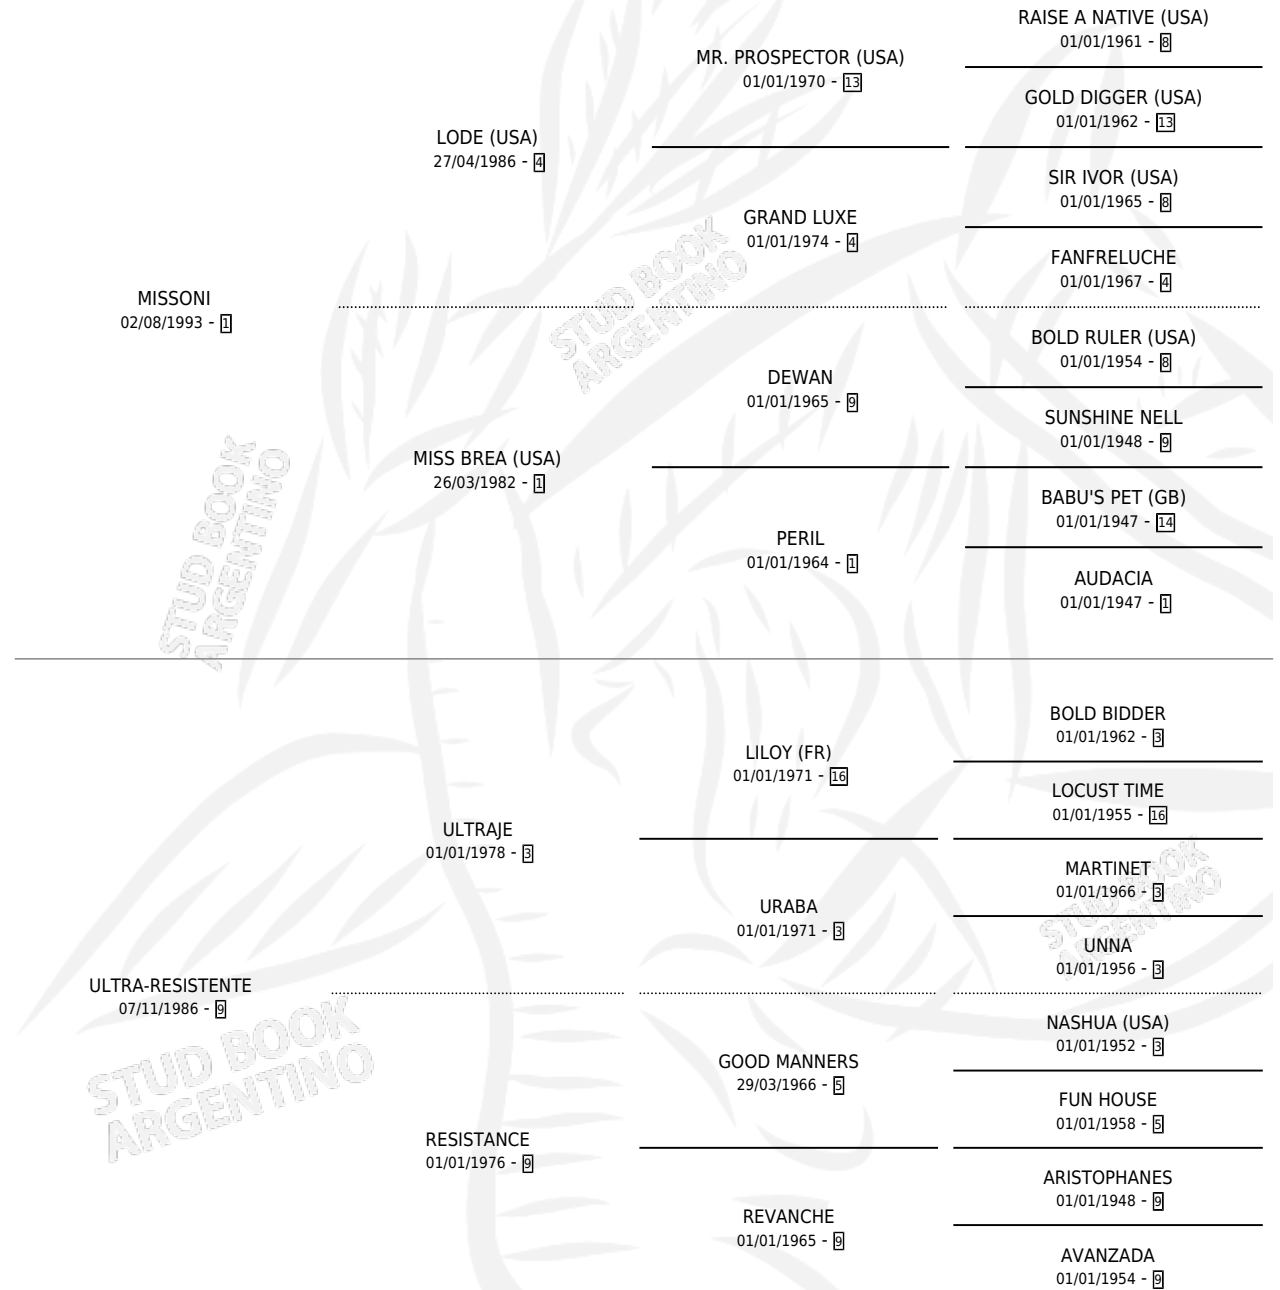 RAISE A NATIVE (USA)
01/01/1961 - 8
MR. PROSPECTOR (USA)
01/01/1970 - 13
GOLD DIGGER (USA)
01/01/1962 - 13
LODE (USA)
27/04/1986 - 4
SIR IVOR (USA)
01/01/1965 - 8
GRAND LUXE
01/01/1974 - 4
FANFRELUCHE
01/01/1967 - 4
MISSONI
02/08/1993 - 1
STUD BOOK
ARGENTINO
BOLD RULER (USA)
01/01/1954 - 8
DEWAN
01/01/1965 - 9
SUNSHINE NELL
01/01/1948 - 9
MISS BREA (USA)
26/03/1982 - 1
BABU'S PET (GB)
01/01/1947 - 14
PERIL
01/01/1964 - 1
AUDACIA
01/01/1947 - 1
STUD BOOK
ARGENTINO
BOLD BIDDER
01/01/1962 - 3
LILOY (FR)
01/01/1971 - 16
LOCUST TIME
01/01/1955 - 16
ULTRAJE
01/01/1978 - 3
MARTINET
01/01/1966 - 3
URABA
01/01/1971 - 3
UNNA
01/01/1956 - 3
STUD BOOK
ARGENTINO
ULTRA-RESISTENTE
07/11/1986 - 9
NASHUA (USA)
01/01/1952 - 3
GOOD MANNERS
29/03/1966 - 5
FUN HOUSE
01/01/1958 - 5
STUD BOOK
ARGENTINO
RESISTANCE
01/01/1976 - 9
ARISTOPHANES
01/01/1948 - 9
REVANCHE
01/01/1965 - 9
AVANZADA
01/01/1954 - 9